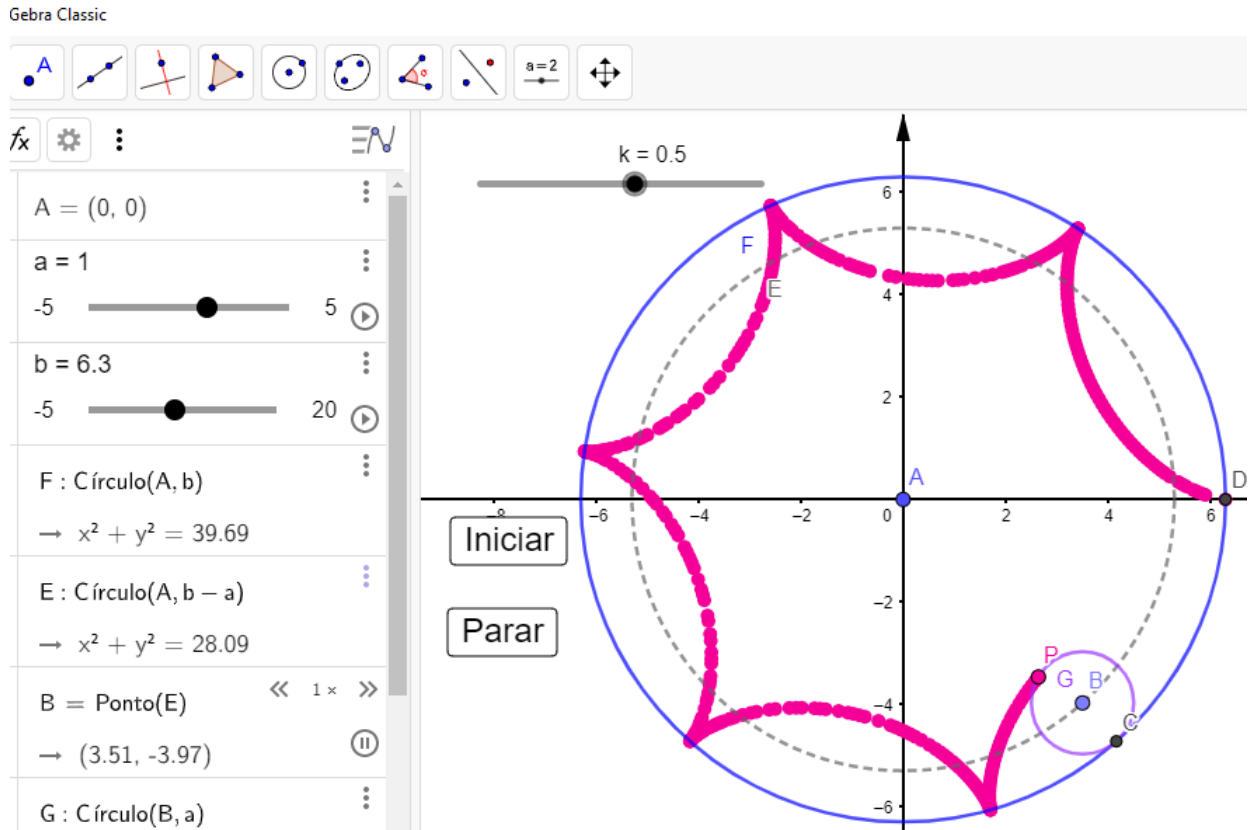 Gebra Classic
A
a = 2
fx
k = 0.5
A = (0, 0)
a = 1
-5
5
b = 6.3
-5
20
F : Círculo(A, b)
→ x² + y² = 39.69
E : Círculo(A, b − a)
→ x² + y² = 28.09
B = Ponto(E)
1 ×
→ (3.51, -3.97)
G : Círculo(B, a)
6
F
E
4
2
A
D
−8
−6
−4
−2
0
2
4
6
Iniciar
−2
Parar
P
G
B
−4
C
−6